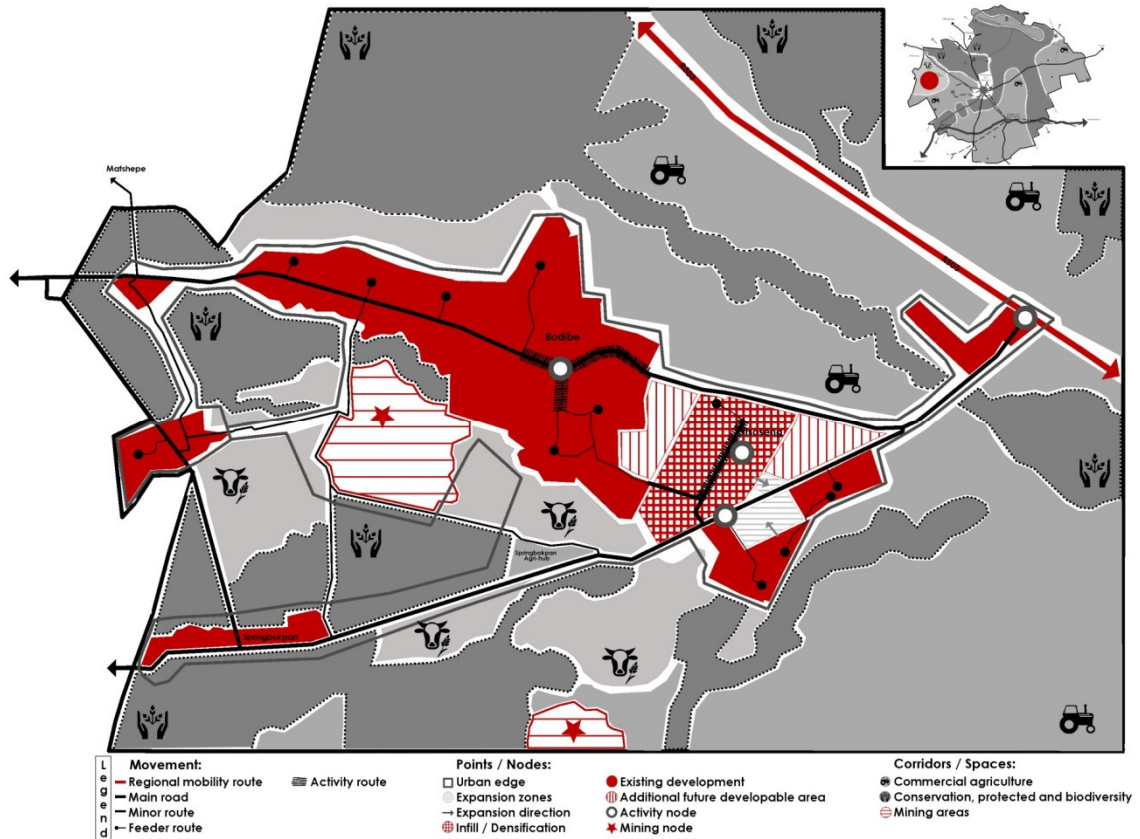 Matshepe
R505
Bodibe
R505
Springbokpan
Agri-hub
Springbokpan
Legend
Movement:
Regional mobility route
Main road
Minor route
Feeder route
Activity route
Points / Nodes:
Urban edge
Expansion zones
Expansion direction
Infill / Densification
Existing development
Additional future developable area
Activity node
Mining node
Corridors / Spaces:
Commercial agriculture
Conservation, protected and biodiversity
Mining areas